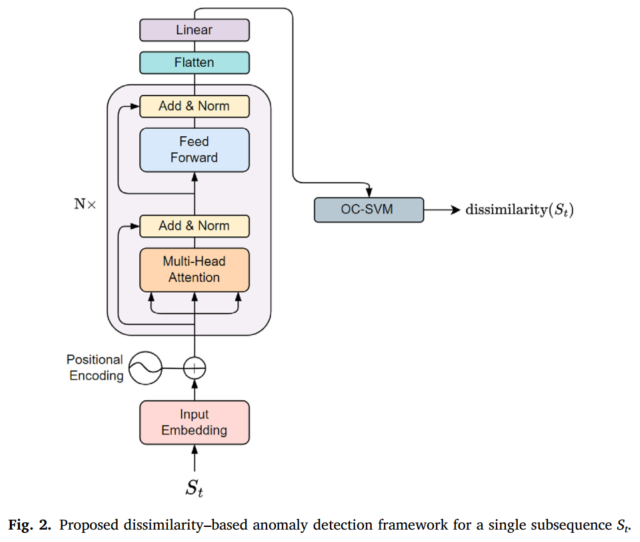 Linear
Flatten
Add & Norm
Feed
Forward
N×
Add & Norm
Multi-Head
Attention
Positional
Encoding
Input
Embedding
S_t
OC-SVM
dissimilarity(S_t)
Fig. 2. Proposed dissimilarity–based anomaly detection framework for a single subsequence S_t.